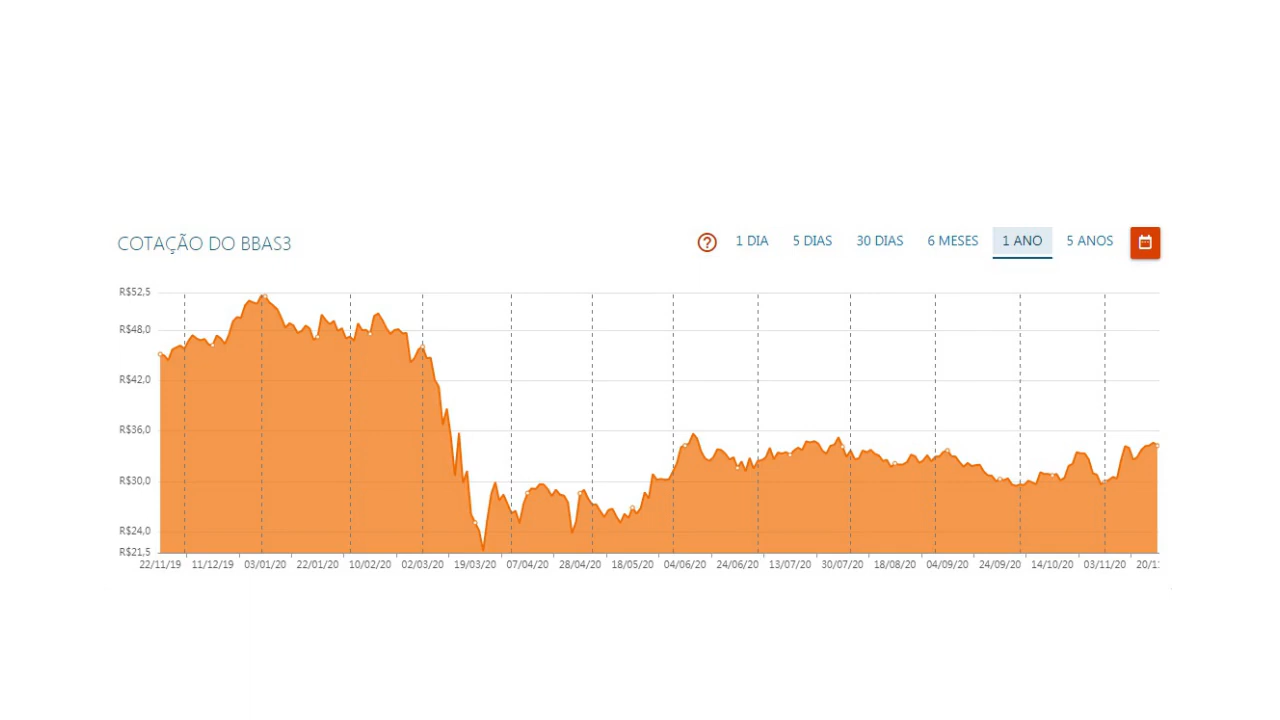 COTAÇÃO DO BBAS3
? 1 DIA 5 DIAS 30 DIAS 6 MESES 1 ANO 5 ANOS
R$52,5
R$48,0
R$42,0
R$36,0
R$30,0
R$24,0
R$21,5
22/11/19 11/12/19 03/01/20 22/01/20 10/02/20 02/03/20 19/03/20 07/04/20 28/04/20 18/05/20 04/06/20 24/06/20 13/07/20 30/07/20 18/08/20 04/09/20 24/09/20 14/10/20 03/11/20 20/1